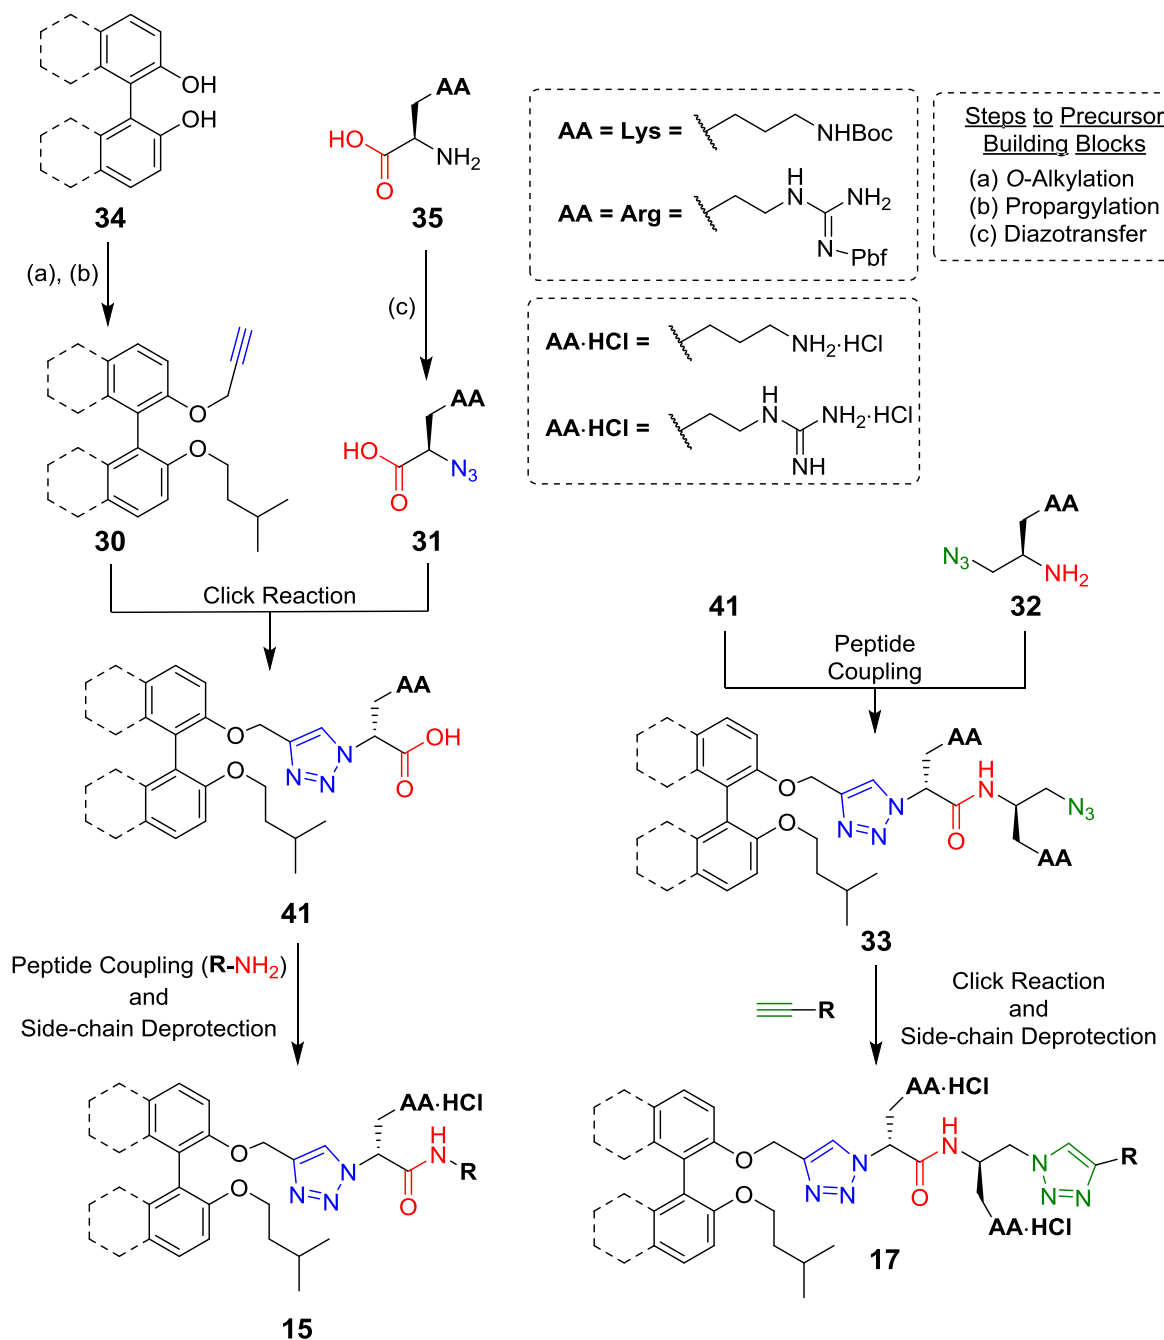 OH
OH
34
(a), (b)
O
O
30
AA
HO
O
NH2
35
(c)
AA
HO
O
N3
31
AA = Lys =
NHBoc
AA = Arg =
H
N
NH2
N
Pbf
Steps to Precursor
Building Blocks
(a) O-Alkylation
(b) Propargylation
(c) Diazotransfer
AA·HCl =
NH2·HCl
AA·HCl =
H
N
NH2·HCl
NH
Click Reaction
AA
O
N
OH
N
N
O
O
41
41
AA
N3
NH2
32
Peptide
Coupling
AA
H
N
O
N
N3
N
N
O
O
AA
33
Peptide Coupling (R-NH2)
and
Side-chain Deprotection
R
Click Reaction
and
Side-chain Deprotection
AA·HCl
H
N
O
N
R
N
N
O
O
15
AA·HCl
H
N
O
N
N
R
N
N
O
N
N
O
AA·HCl
17